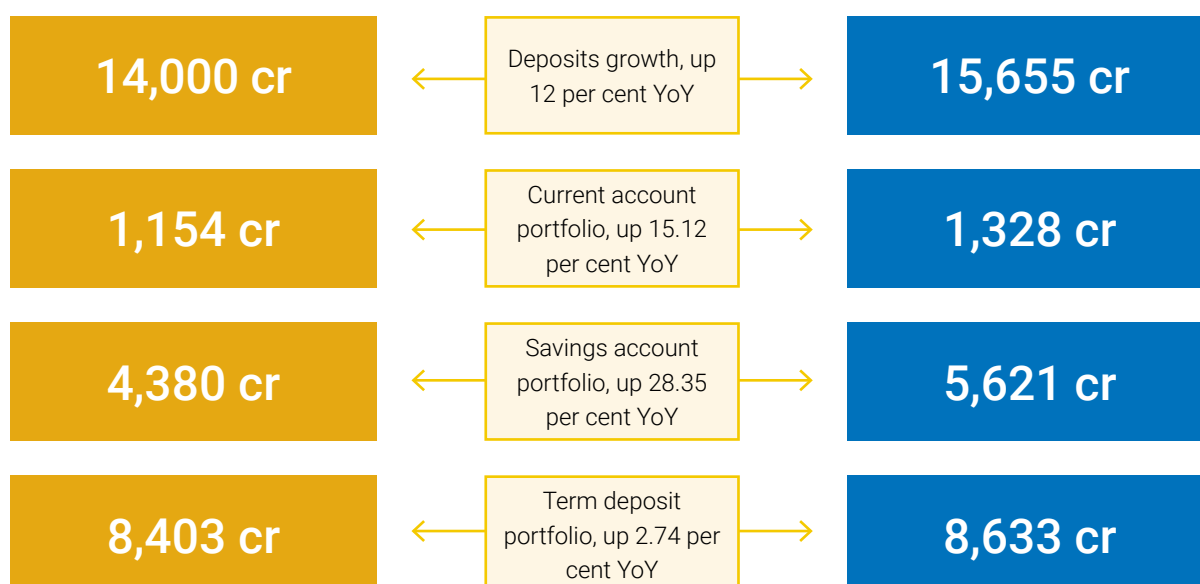 14,000 cr
Deposits growth, up
12 per cent YoY
15,655 cr
1,154 cr
Current account
portfolio, up 15.12
per cent YoY
1,328 cr
4,380 cr
Savings account
portfolio, up 28.35
per cent YoY
5,621 cr
8,403 cr
Term deposit
portfolio, up 2.74 per
cent YoY
8,633 cr